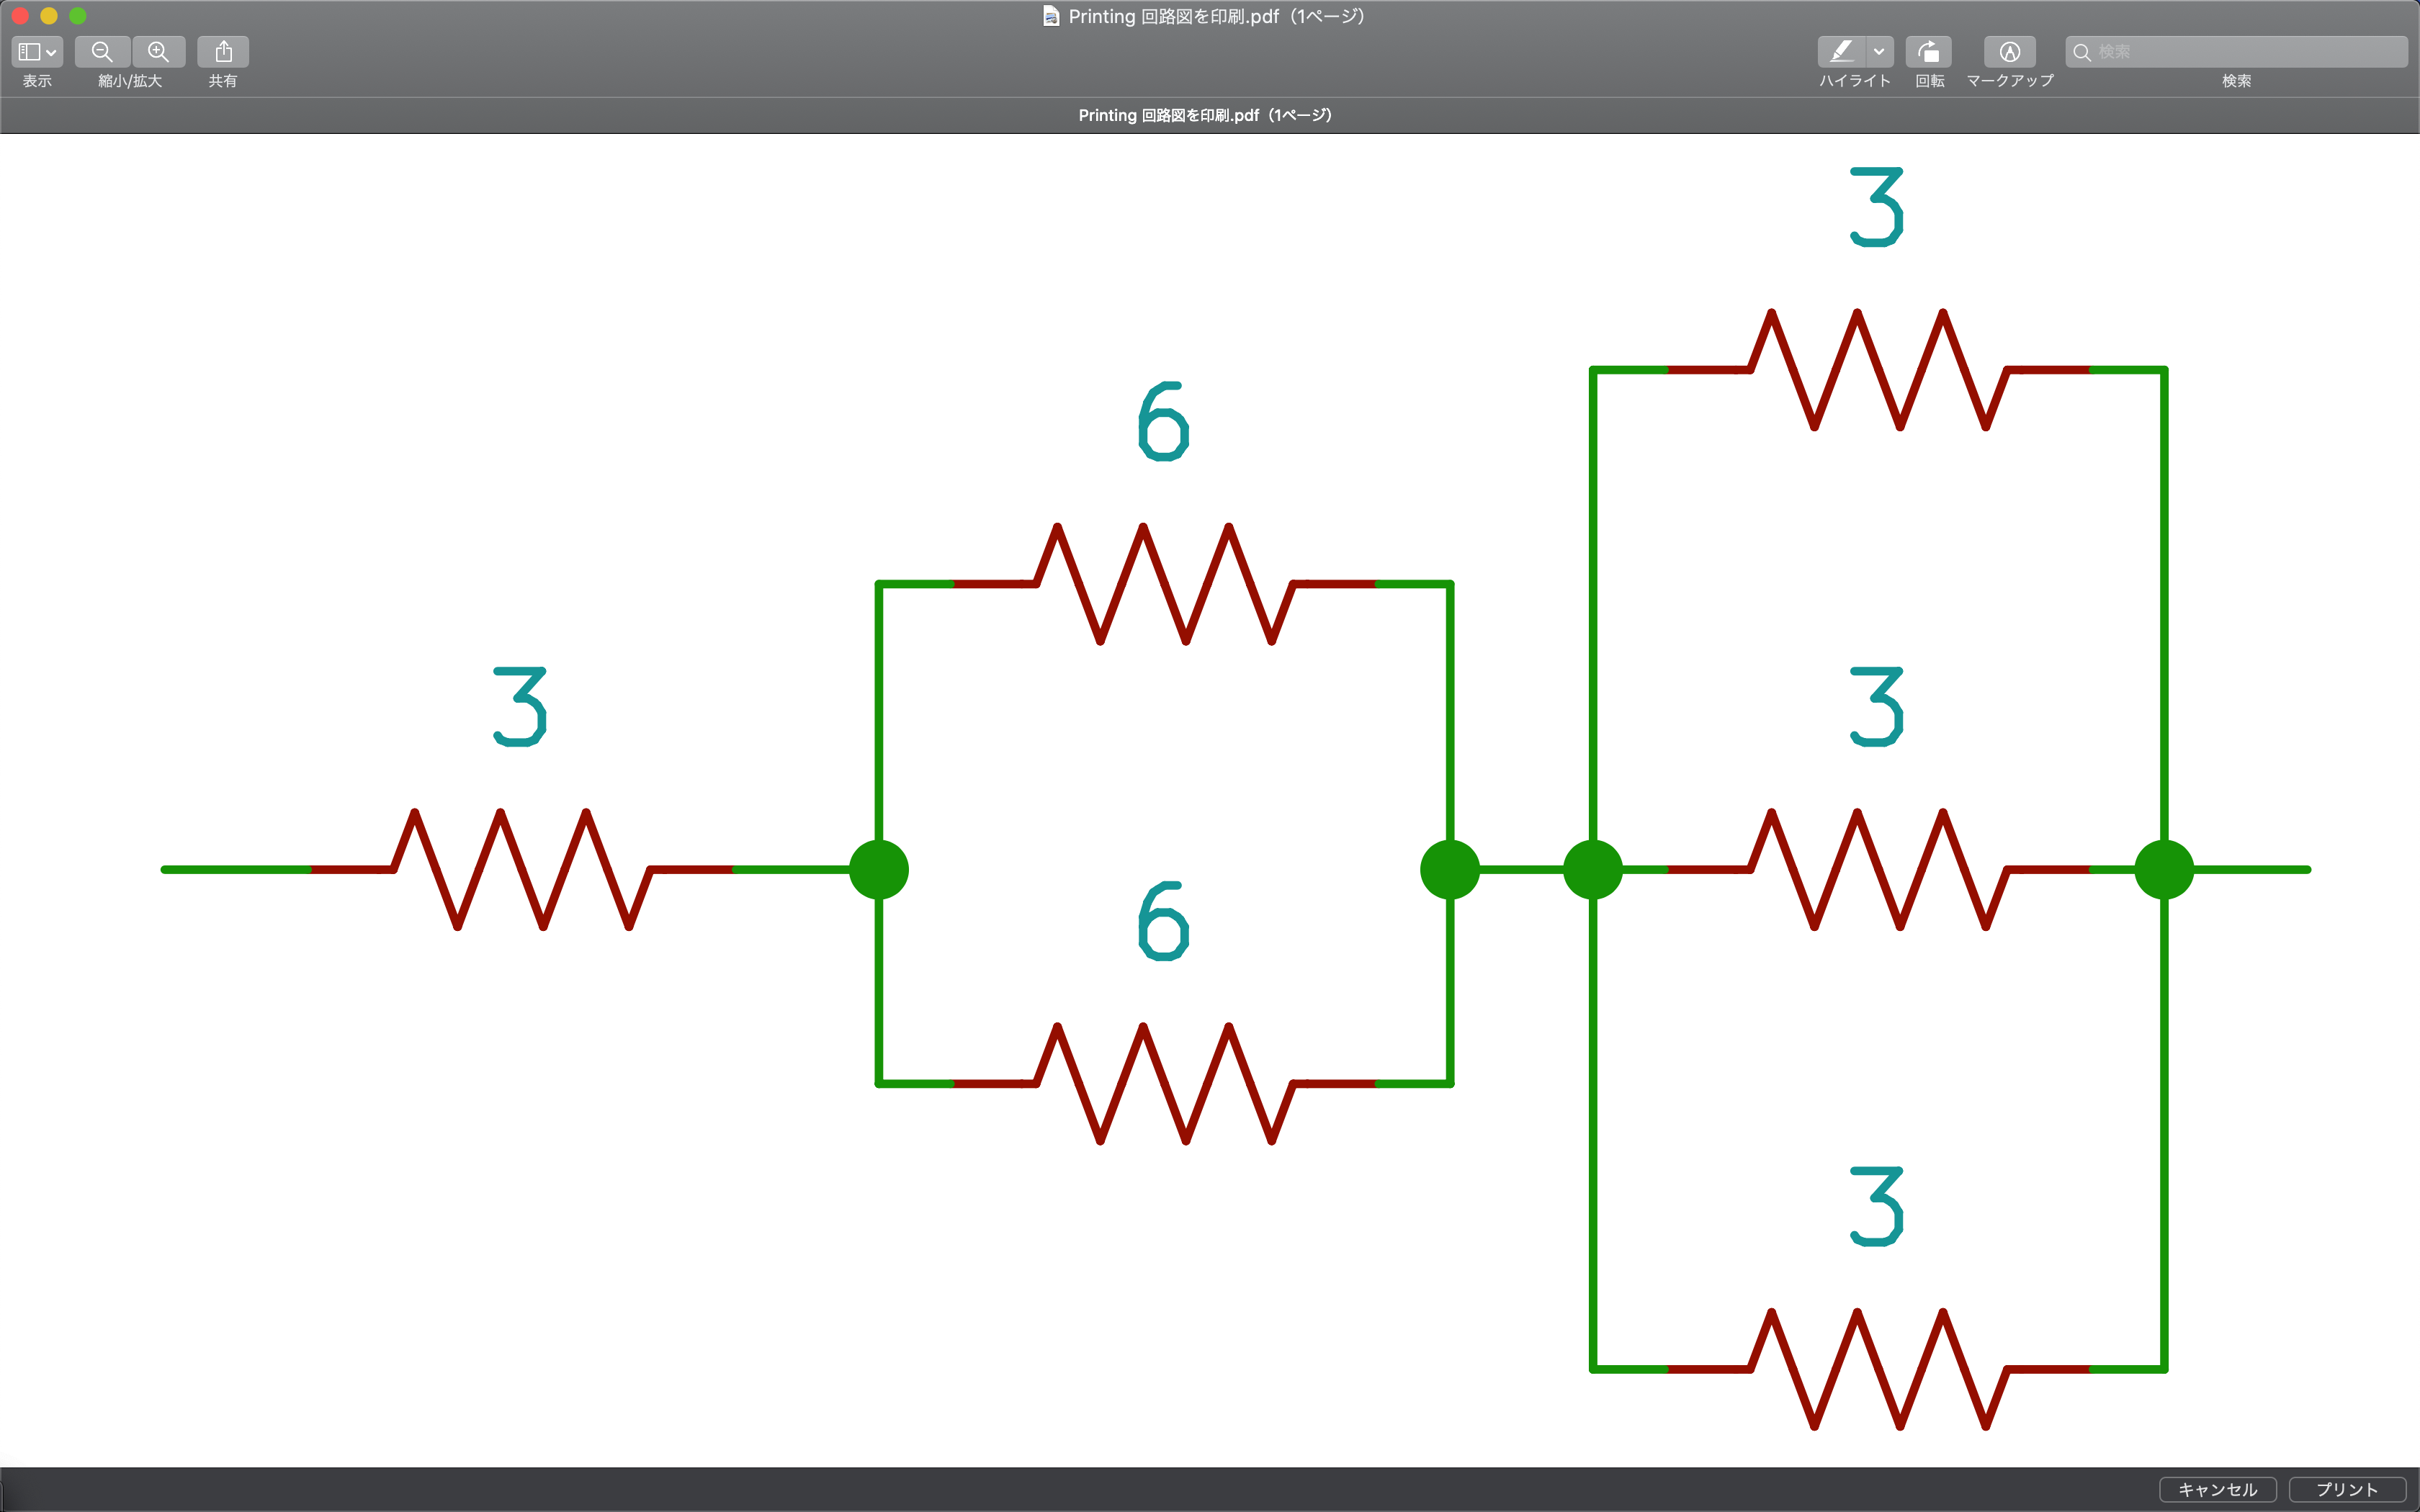 Printing 回路図を印刷.pdf（1ページ）
表示
縮小/拡大
共有
ハイライト
回転
マークアップ
検索
検索
Printing 回路図を印刷.pdf（1ページ）
3
6
3
3
6
3
3
キャンセル
プリント